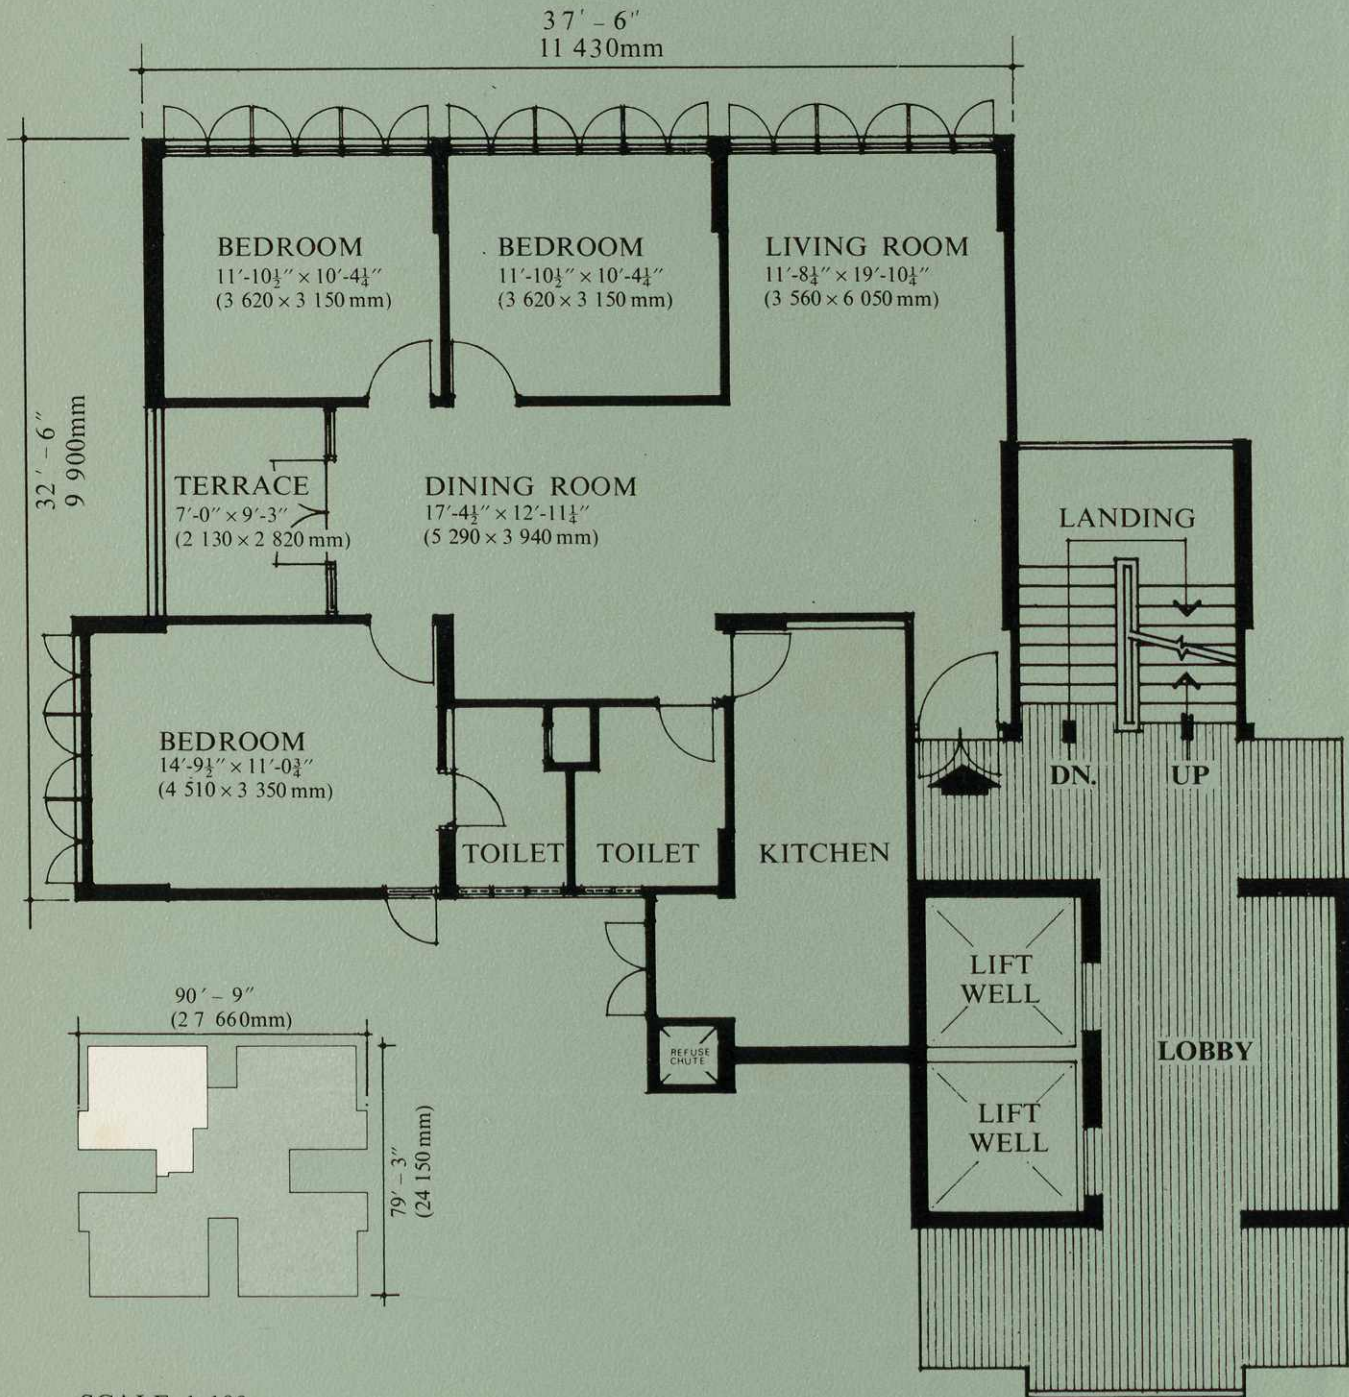 37′ – 6″
11 430mm
32′ – 6″
9 900mm
BEDROOM
11′-10½″ × 10′-4¼″
(3 620 × 3 150 mm)
BEDROOM
11′-10½″ × 10′-4¼″
(3 620 × 3 150 mm)
LIVING ROOM
11′-8¼″ × 19′-10¼″
(3 560 × 6 050 mm)
TERRACE
7′-0″ × 9′-3″
(2 130 × 2 820 mm)
DINING ROOM
17′-4½″ × 12′-11¼″
(5 290 × 3 940 mm)
LANDING
DN.
UP
BEDROOM
14′-9½″ × 11′-0¾″
(4 510 × 3 350 mm)
TOILET
TOILET
KITCHEN
LIFT
WELL
LOBBY
REFUSE
CHUTE
LIFT
WELL
90′ – 9″
(27 660mm)
79′ – 3″
(24 150 mm)